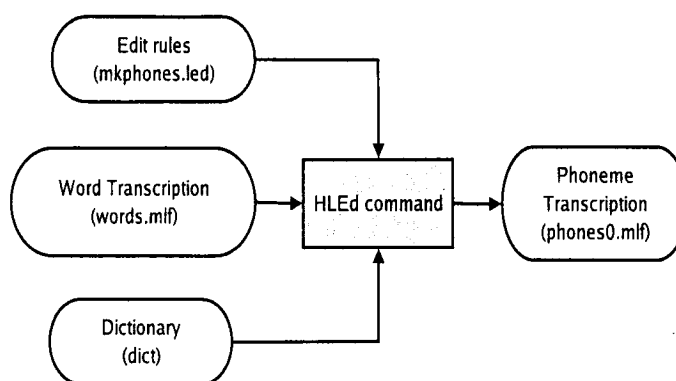 Edit rules
(mkphones.led)
Word Transcription
(words.mlf)
HLEd command
Phoneme
Transcription
(phones0.mlf)
Dictionary
(dict)